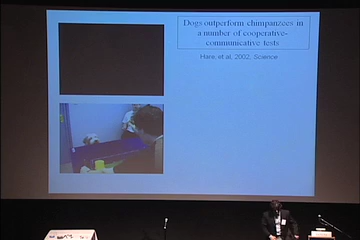 Dogs outperform chimpanzees in
a number of cooperative-
communicative tests
Hare, et al, 2002, Science